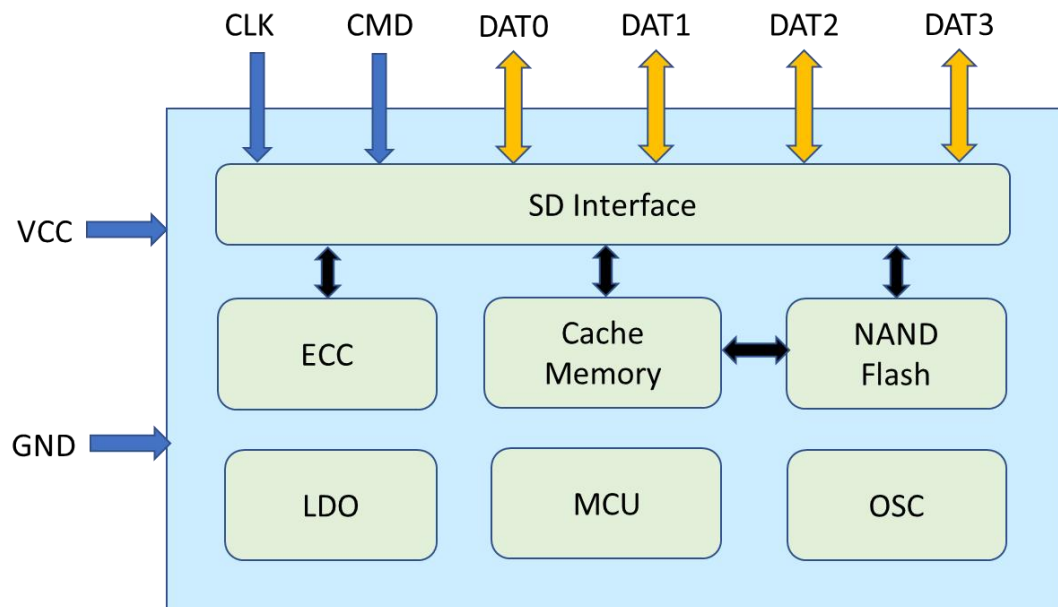 CLK CMD DAT0 DAT1 DAT2 DAT3
SD Interface
VCC
ECC
Cache
Memory
NAND
Flash
GND
LDO
MCU
OSC